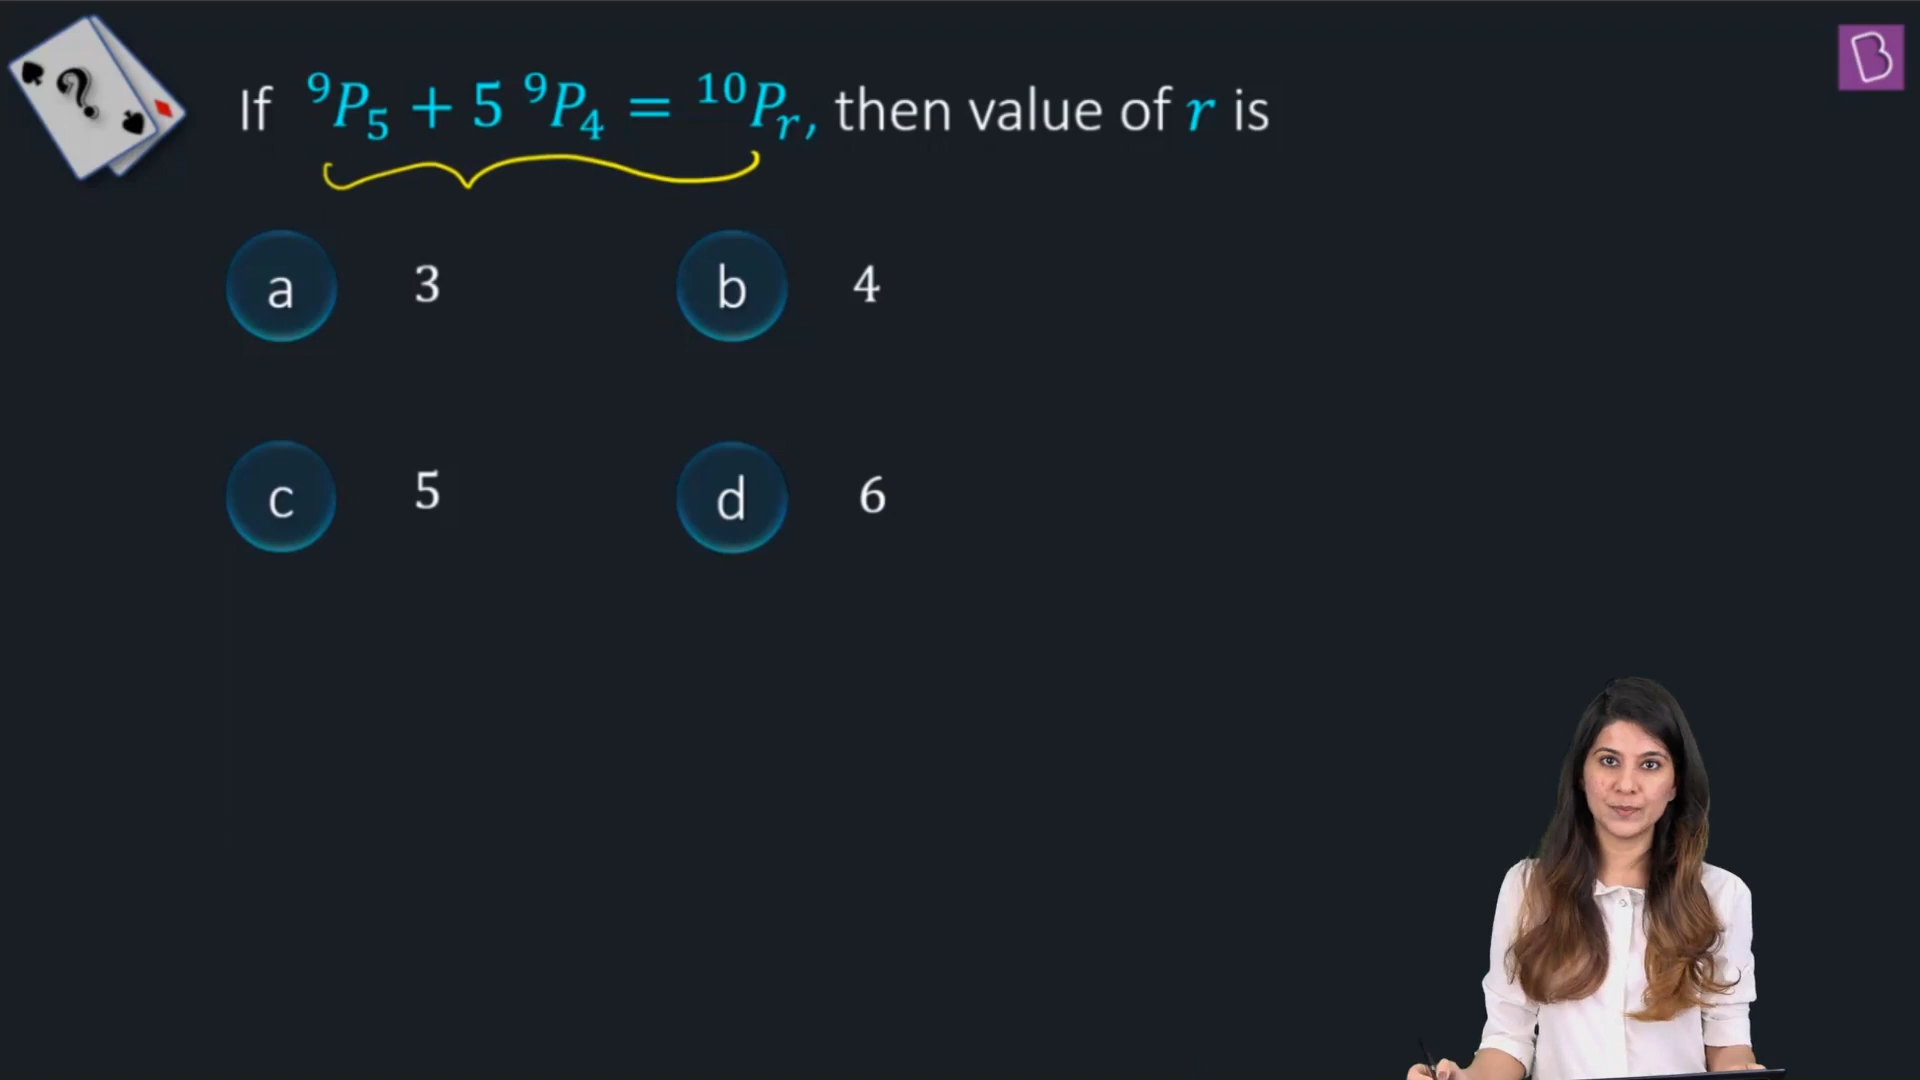 If ⁹P₅ + 5 ⁹P₄ = ¹⁰Pᵣ, then value of r is
a 3 b 4
c 5 d 6